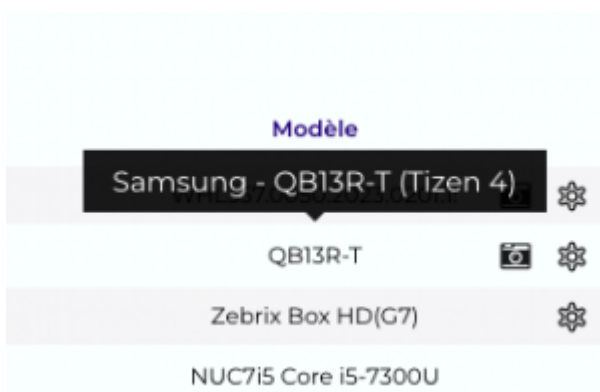 Modèle
Samsung - QB13R-T (Tizen 4)
QB13R-T
Zebrix Box HD(G7)
NUC7i5 Core i5-7300U